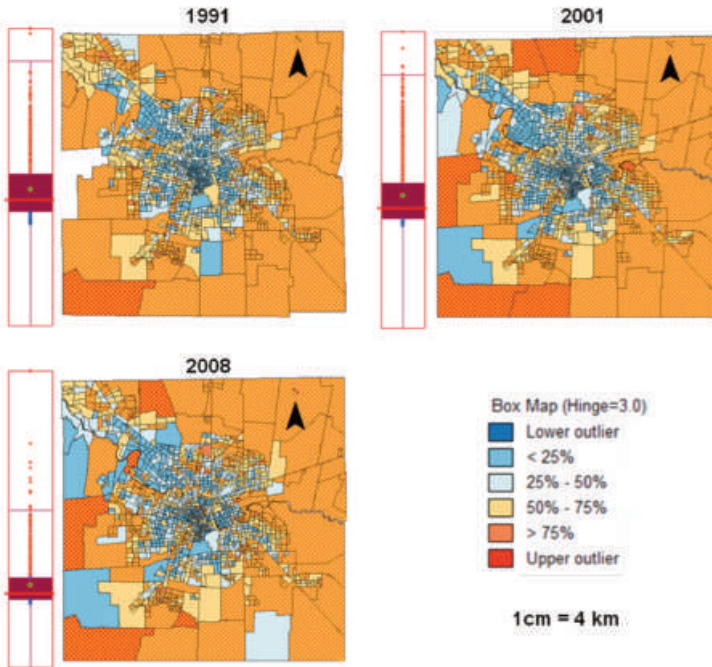 1991
2001
2008
Box Map (Hinge=3.0)
Lower outlier
< 25%
25% - 50%
50% - 75%
> 75%
Upper outlier
1cm = 4 km